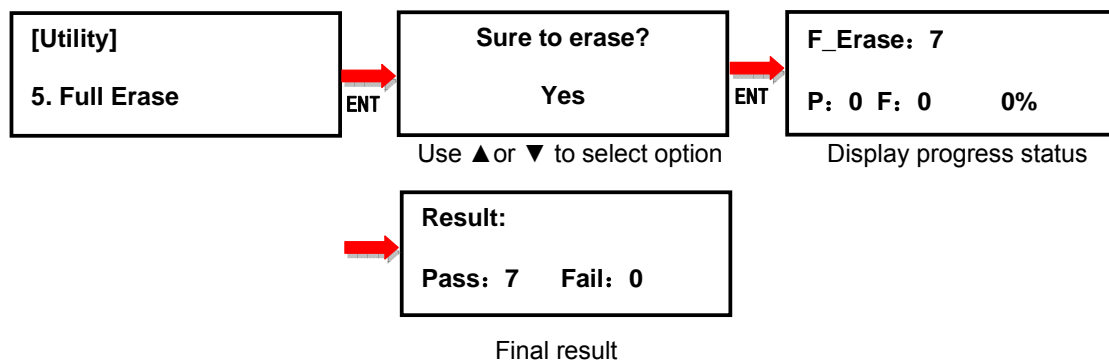 [Utility]
5. Full Erase
ENT
Sure to erase?
Yes
Use ▲or ▼ to select option
ENT
F_Erase：7
P：0 F：0 0%
Display progress status
Result:
Pass：7 Fail：0
Final result